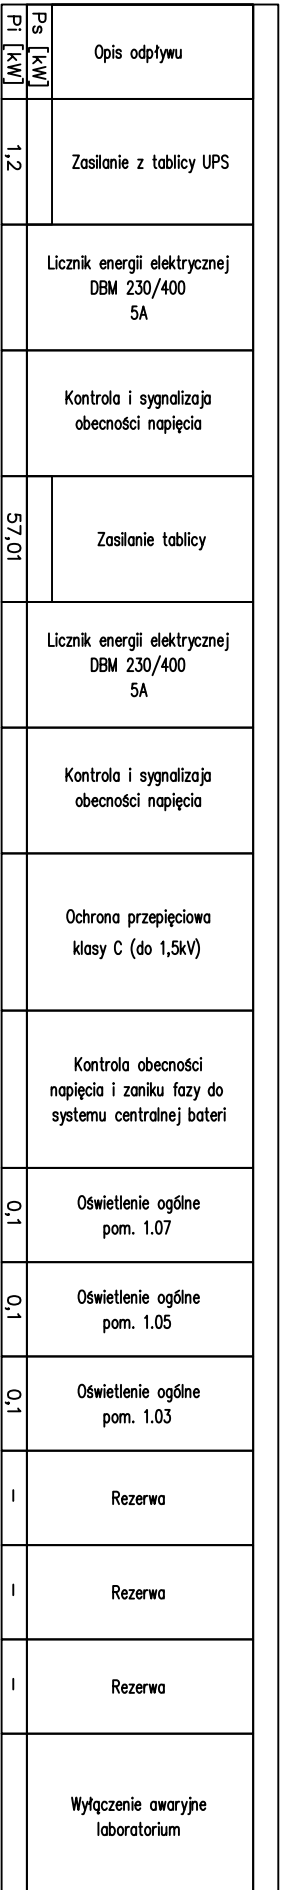 Pi [kW]
Ps [kW]
Opis odpływu
1,2
Zasilanie z tablicy UPS
Licznik energii elektrycznej
DBM 230/400
5A
Kontrola i sygnalizaja
obecności napięcia
57,01
Zasilanie tablicy
Licznik energii elektrycznej
DBM 230/400
5A
Kontrola i sygnalizaja
obecności napięcia
Ochrona przepięciowa
klasy C (do 1,5kV)
Kontrola obecności
napięcia i zaniku fazy do
systemu centralnej bateri
0,1
Oświetlenie ogólne
pom. 1.07
0,1
Oświetlenie ogólne
pom. 1.05
0,1
Oświetlenie ogólne
pom. 1.03
-
Rezerwa
-
Rezerwa
-
Rezerwa
Wyłączenie awaryjne
laboratorium